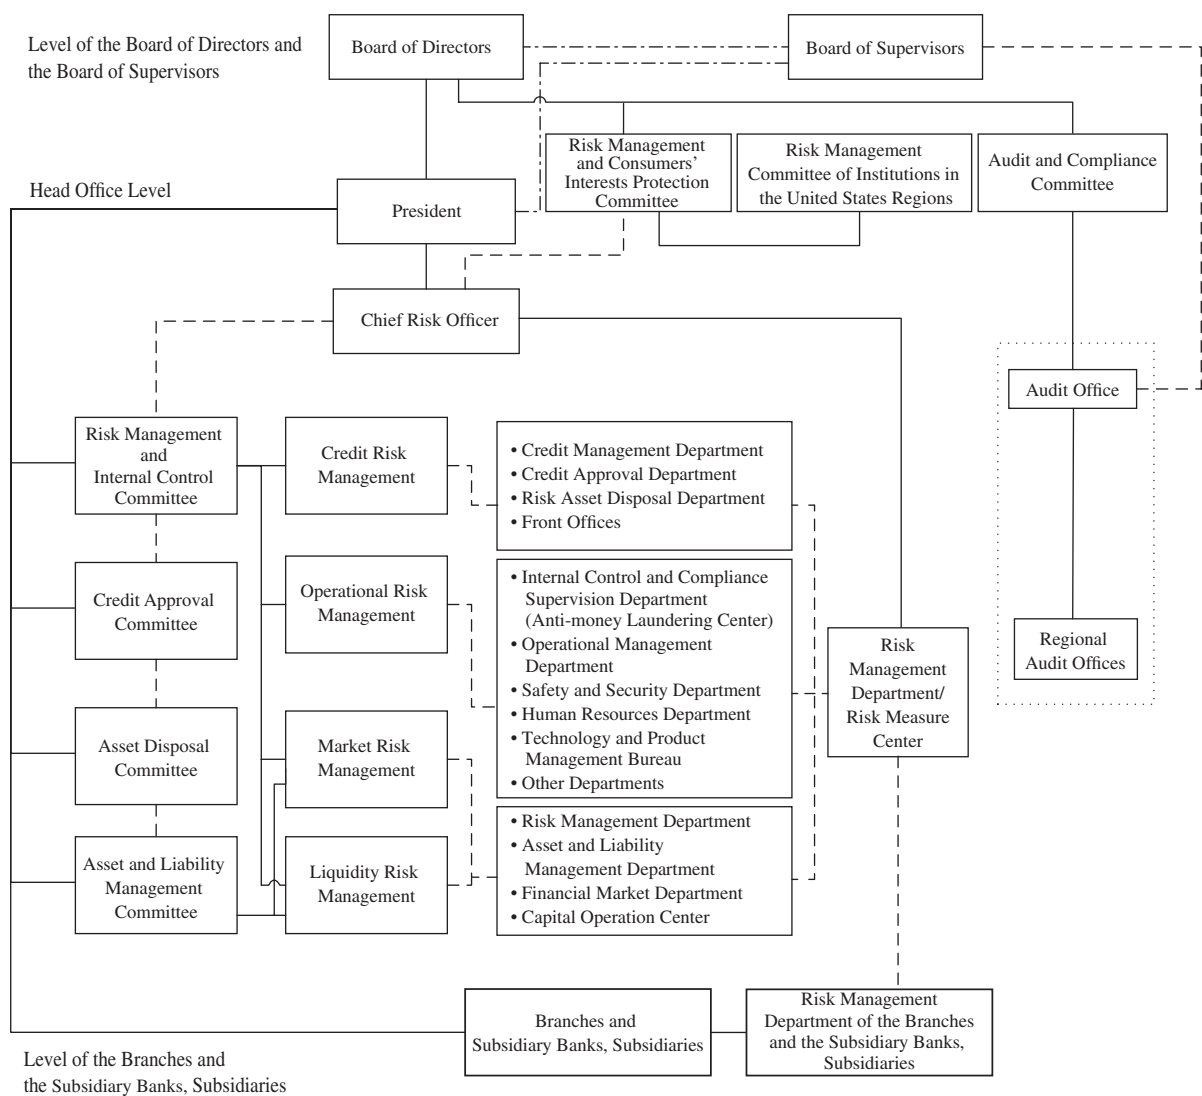 Level of the Board of Directors and
the Board of Supervisors
Board of Directors
Board of Supervisors
Risk Management
and Consumers’
Interests Protection
Committee
Risk Management
Committee of Institutions in
the United States Regions
Audit and Compliance
Committee
Head Office Level
President
Chief Risk Officer
Audit Office
Regional
Audit Offices
Risk Management
and
Internal Control
Committee
Credit Risk
Management
• Credit Management Department
• Credit Approval Department
• Risk Asset Disposal Department
• Front Offices
Credit Approval
Committee
Operational Risk
Management
• Internal Control and Compliance
Supervision Department
(Anti-money Laundering Center)
• Operational Management
Department
• Safety and Security Department
• Human Resources Department
• Technology and Product
Management Bureau
• Other Departments
Risk
Management
Department/
Risk Measure
Center
Asset Disposal
Committee
Market Risk
Management
Asset and Liability
Management
Committee
Liquidity Risk
Management
• Risk Management Department
• Asset and Liability
Management Department
• Financial Market Department
• Capital Operation Center
Branches and
Subsidiary Banks, Subsidiaries
Risk Management
Department of the Branches
and the Subsidiary Banks,
Subsidiaries
Level of the Branches and
the Subsidiary Banks, Subsidiaries